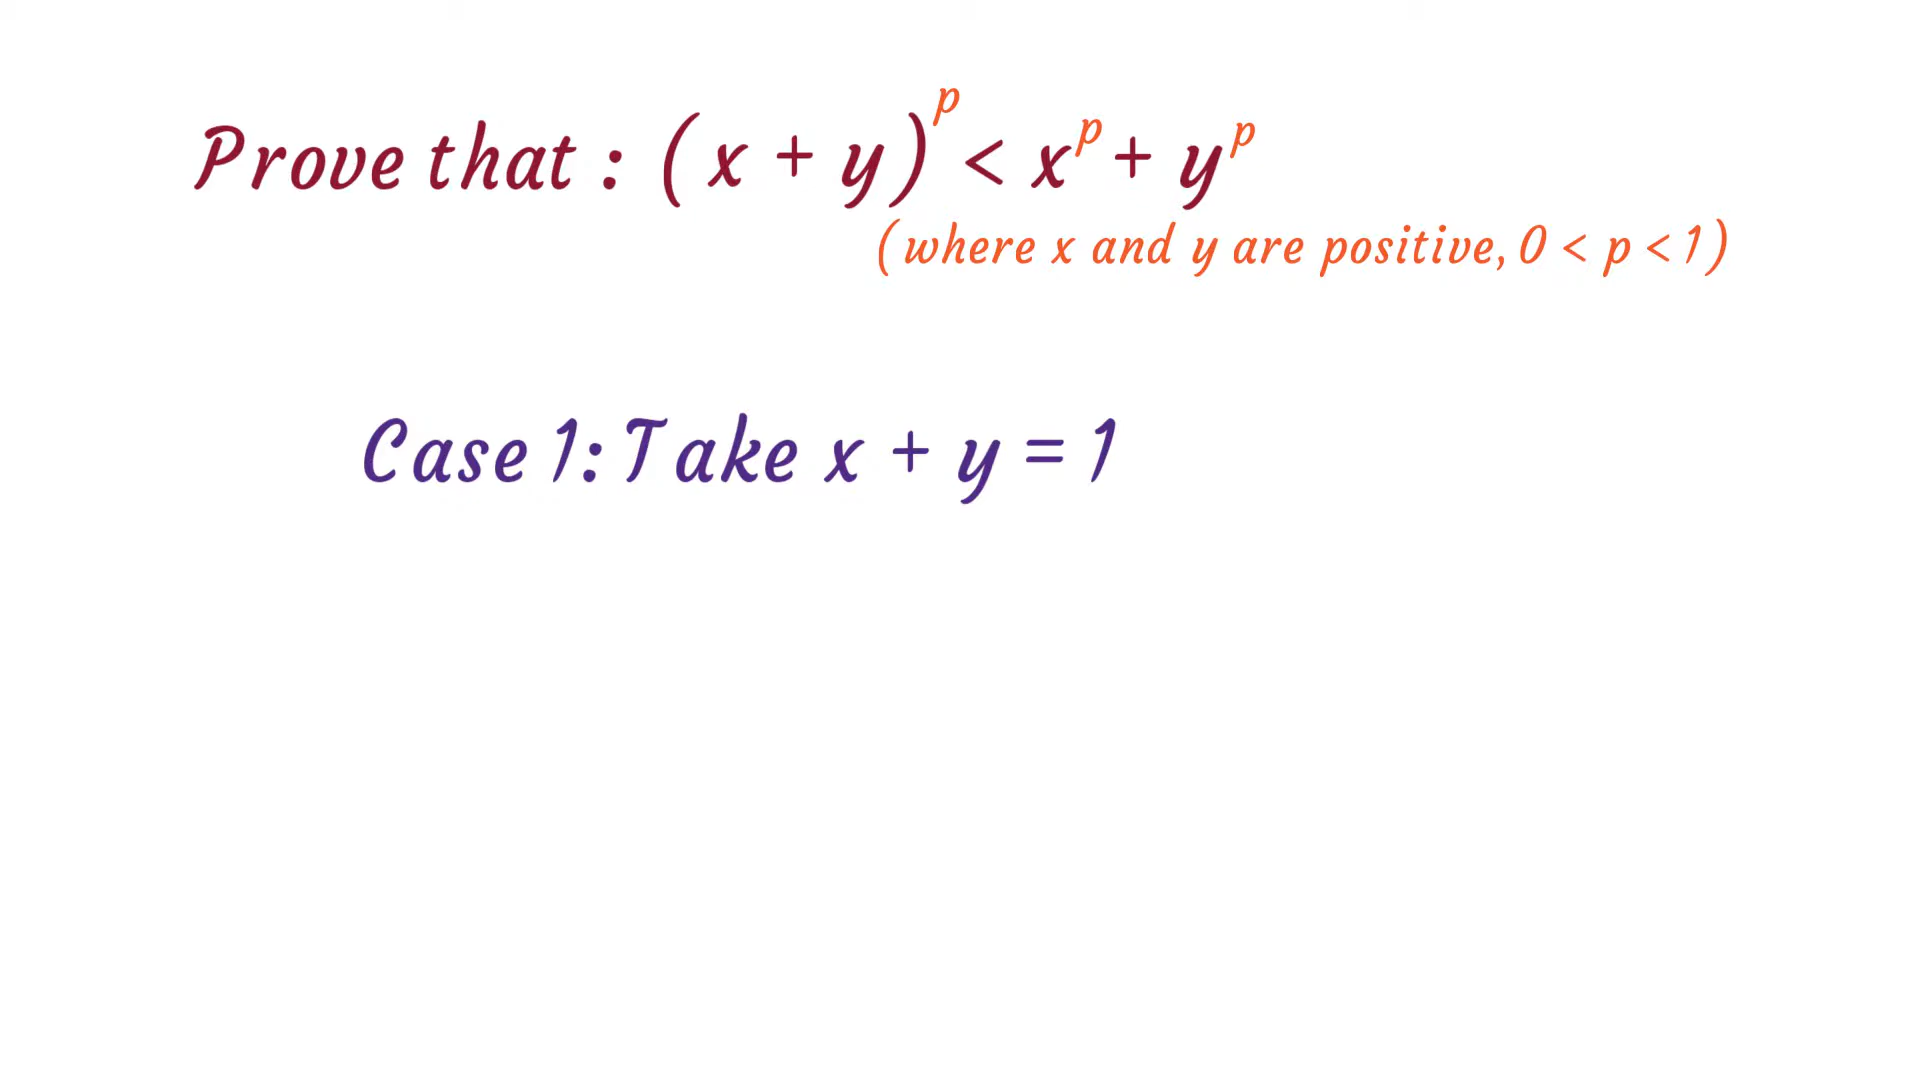 Prove that : ( x + y )^p < x^p + y^p
( where x and y are positive, 0 < p < 1 )
Case 1: Take x + y = 1